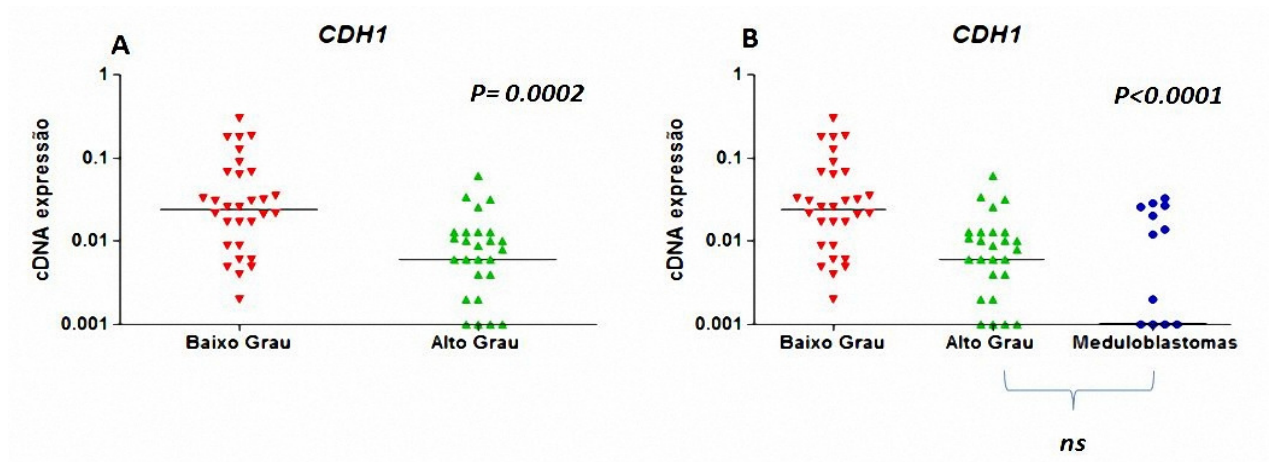 A
CDH1
P= 0.0002
cDNA expressão
1
0.1
0.01
0.001
Baixo Grau Alto Grau
B
CDH1
P<0.0001
cDNA expressão
1
0.1
0.01
0.001
Baixo Grau Alto Grau Meduloblastomas
ns